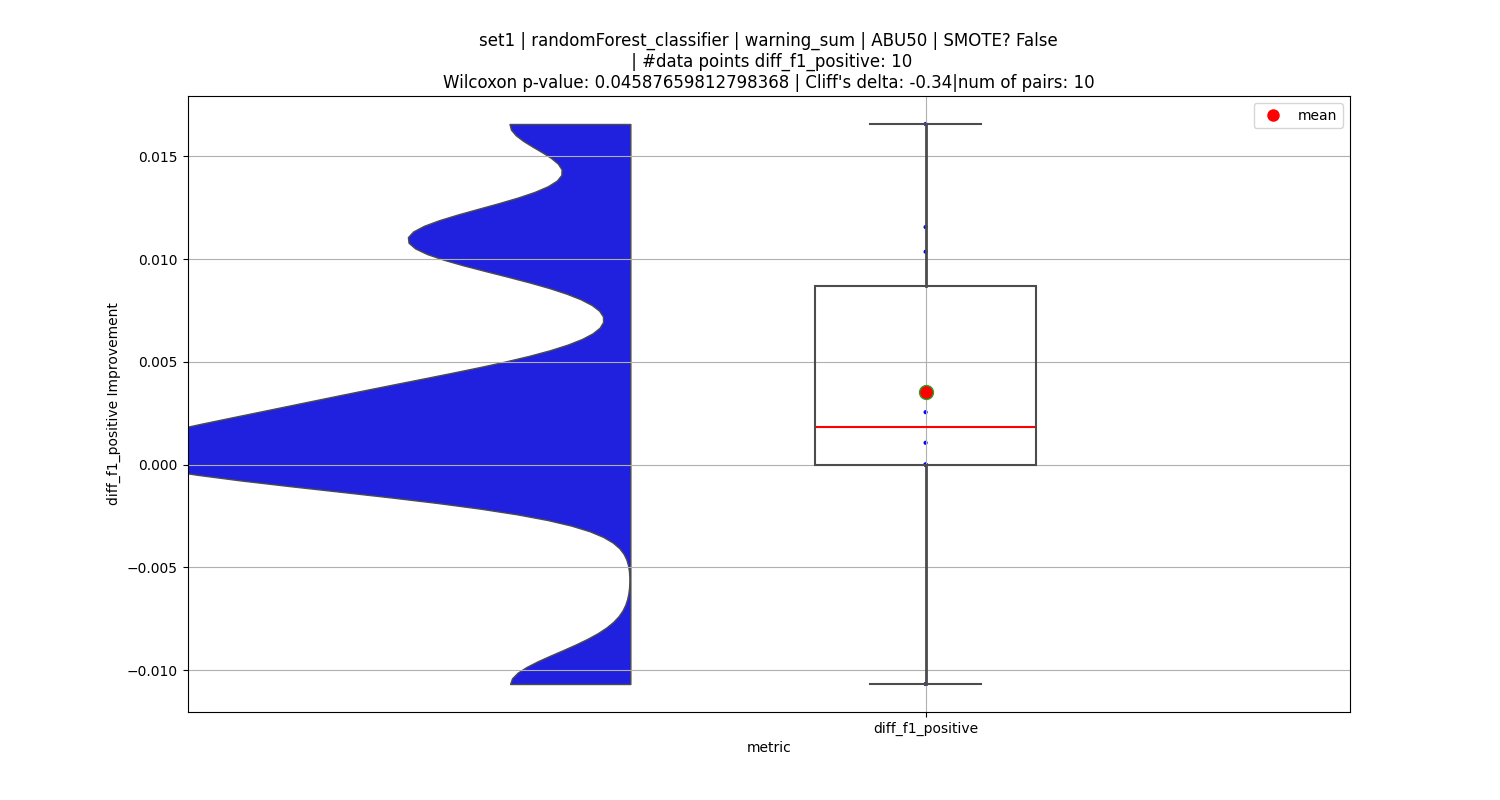 set1 | randomForest_classifier | warning_sum | ABU50 | SMOTE? False
| #data points diff_f1_positive: 10
Wilcoxon p-value: 0.04587659812798368 | Cliff's delta: -0.34|num of pairs: 10
mean
0.015
0.010
0.005
0.000
−0.005
−0.010
diff_f1_positive Improvement
diff_f1_positive
metric